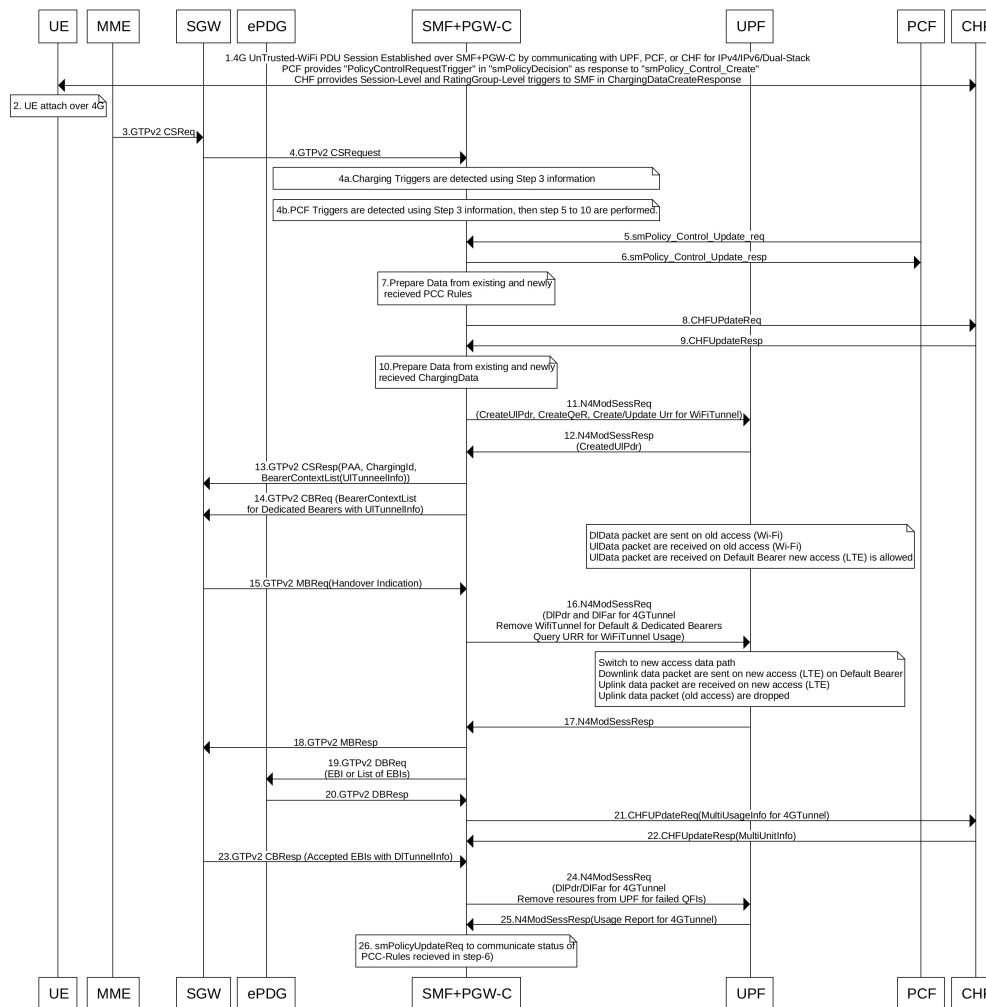 UE MME SGW ePDG SMF+PGW-C UPF PCF CHF
1.4G UnTrusted-WiFi PDU Session Established over SMF+PGW-C by communicating with UPF, PCF, or CHF for IPv4/IPv6/Dual-Stack
PCF provides "PolicyControlRequestTrigger" in "smPolicyDecision" as response to "smPolicy_Control_Create"
CHF provides Session-Level and RatingGroup-Level triggers to SMF in ChargingDataCreateResponse
2. UE attach over 4G
3.GTPv2 CSReq
4.GTPv2 CSRequest
4a.Charging Triggers are detected using Step 3 information
4b.PCF Triggers are detected using Step 3 information, then step 5 to 10 are performed.
5.smPolicy_Control_Update_req
6.smPolicy_Control_Update_resp
7.Prepare Data from existing and newly
recieved PCC Rules
8.CHFUPdateReq
9.CHFUpdateResp
10.Prepare Data from existing and newly
recieved ChargingData
11.N4ModSessReq
(CreateUlPdr, CreateQeR, Create/Update Urr for WiFiTunnel)
12.N4ModSessResp
(CreatedUlPdr)
13.GTPv2 CSResp(PAA, ChargingId,
BearerContextList(UlTunneelInfo))
14.GTPv2 CBReq (BearerContextList
for Dedicated Bearers with UlTunnelInfo)
DlData packet are sent on old access (Wi-Fi)
UlData packet are received on old access (Wi-Fi)
UlData packet are received on Default Bearer new access (LTE) is allowed
15.GTPv2 MBReq(Handover Indication)
16.N4ModSessReq
(DlPdr and DlFar for 4GTunnel
Remove WifiTunnel for Default & Dedicated Bearers
Query URR for WiFiTunnel Usage)
Switch to new access data path
Downlink data packet are sent on new access (LTE) on Default Bearer
Uplink data packet are received on new access (LTE)
Uplink data packet (old access) are dropped
17.N4ModSessResp
18.GTPv2 MBResp
19.GTPv2 DBReq
(EBI or List of EBIs)
20.GTPv2 DBResp
21.CHFUPdateReq(MultiUsageInfo for 4GTunnel)
22.CHFUpdateResp(MultiUnitInfo)
23.GTPv2 CBResp (Accepted EBIs with DlTunnelInfo)
24.N4ModSessReq
(DlPdr/DlFar for 4GTunnel
Remove resoures from UPF for failed QFIs)
25.N4ModSessResp(Usage Report for 4GTunnel)
26. smPolicyUpdateReq to communicate status of
PCC-Rules recieved in step-6)
UE MME SGW ePDG SMF+PGW-C UPF PCF CHF